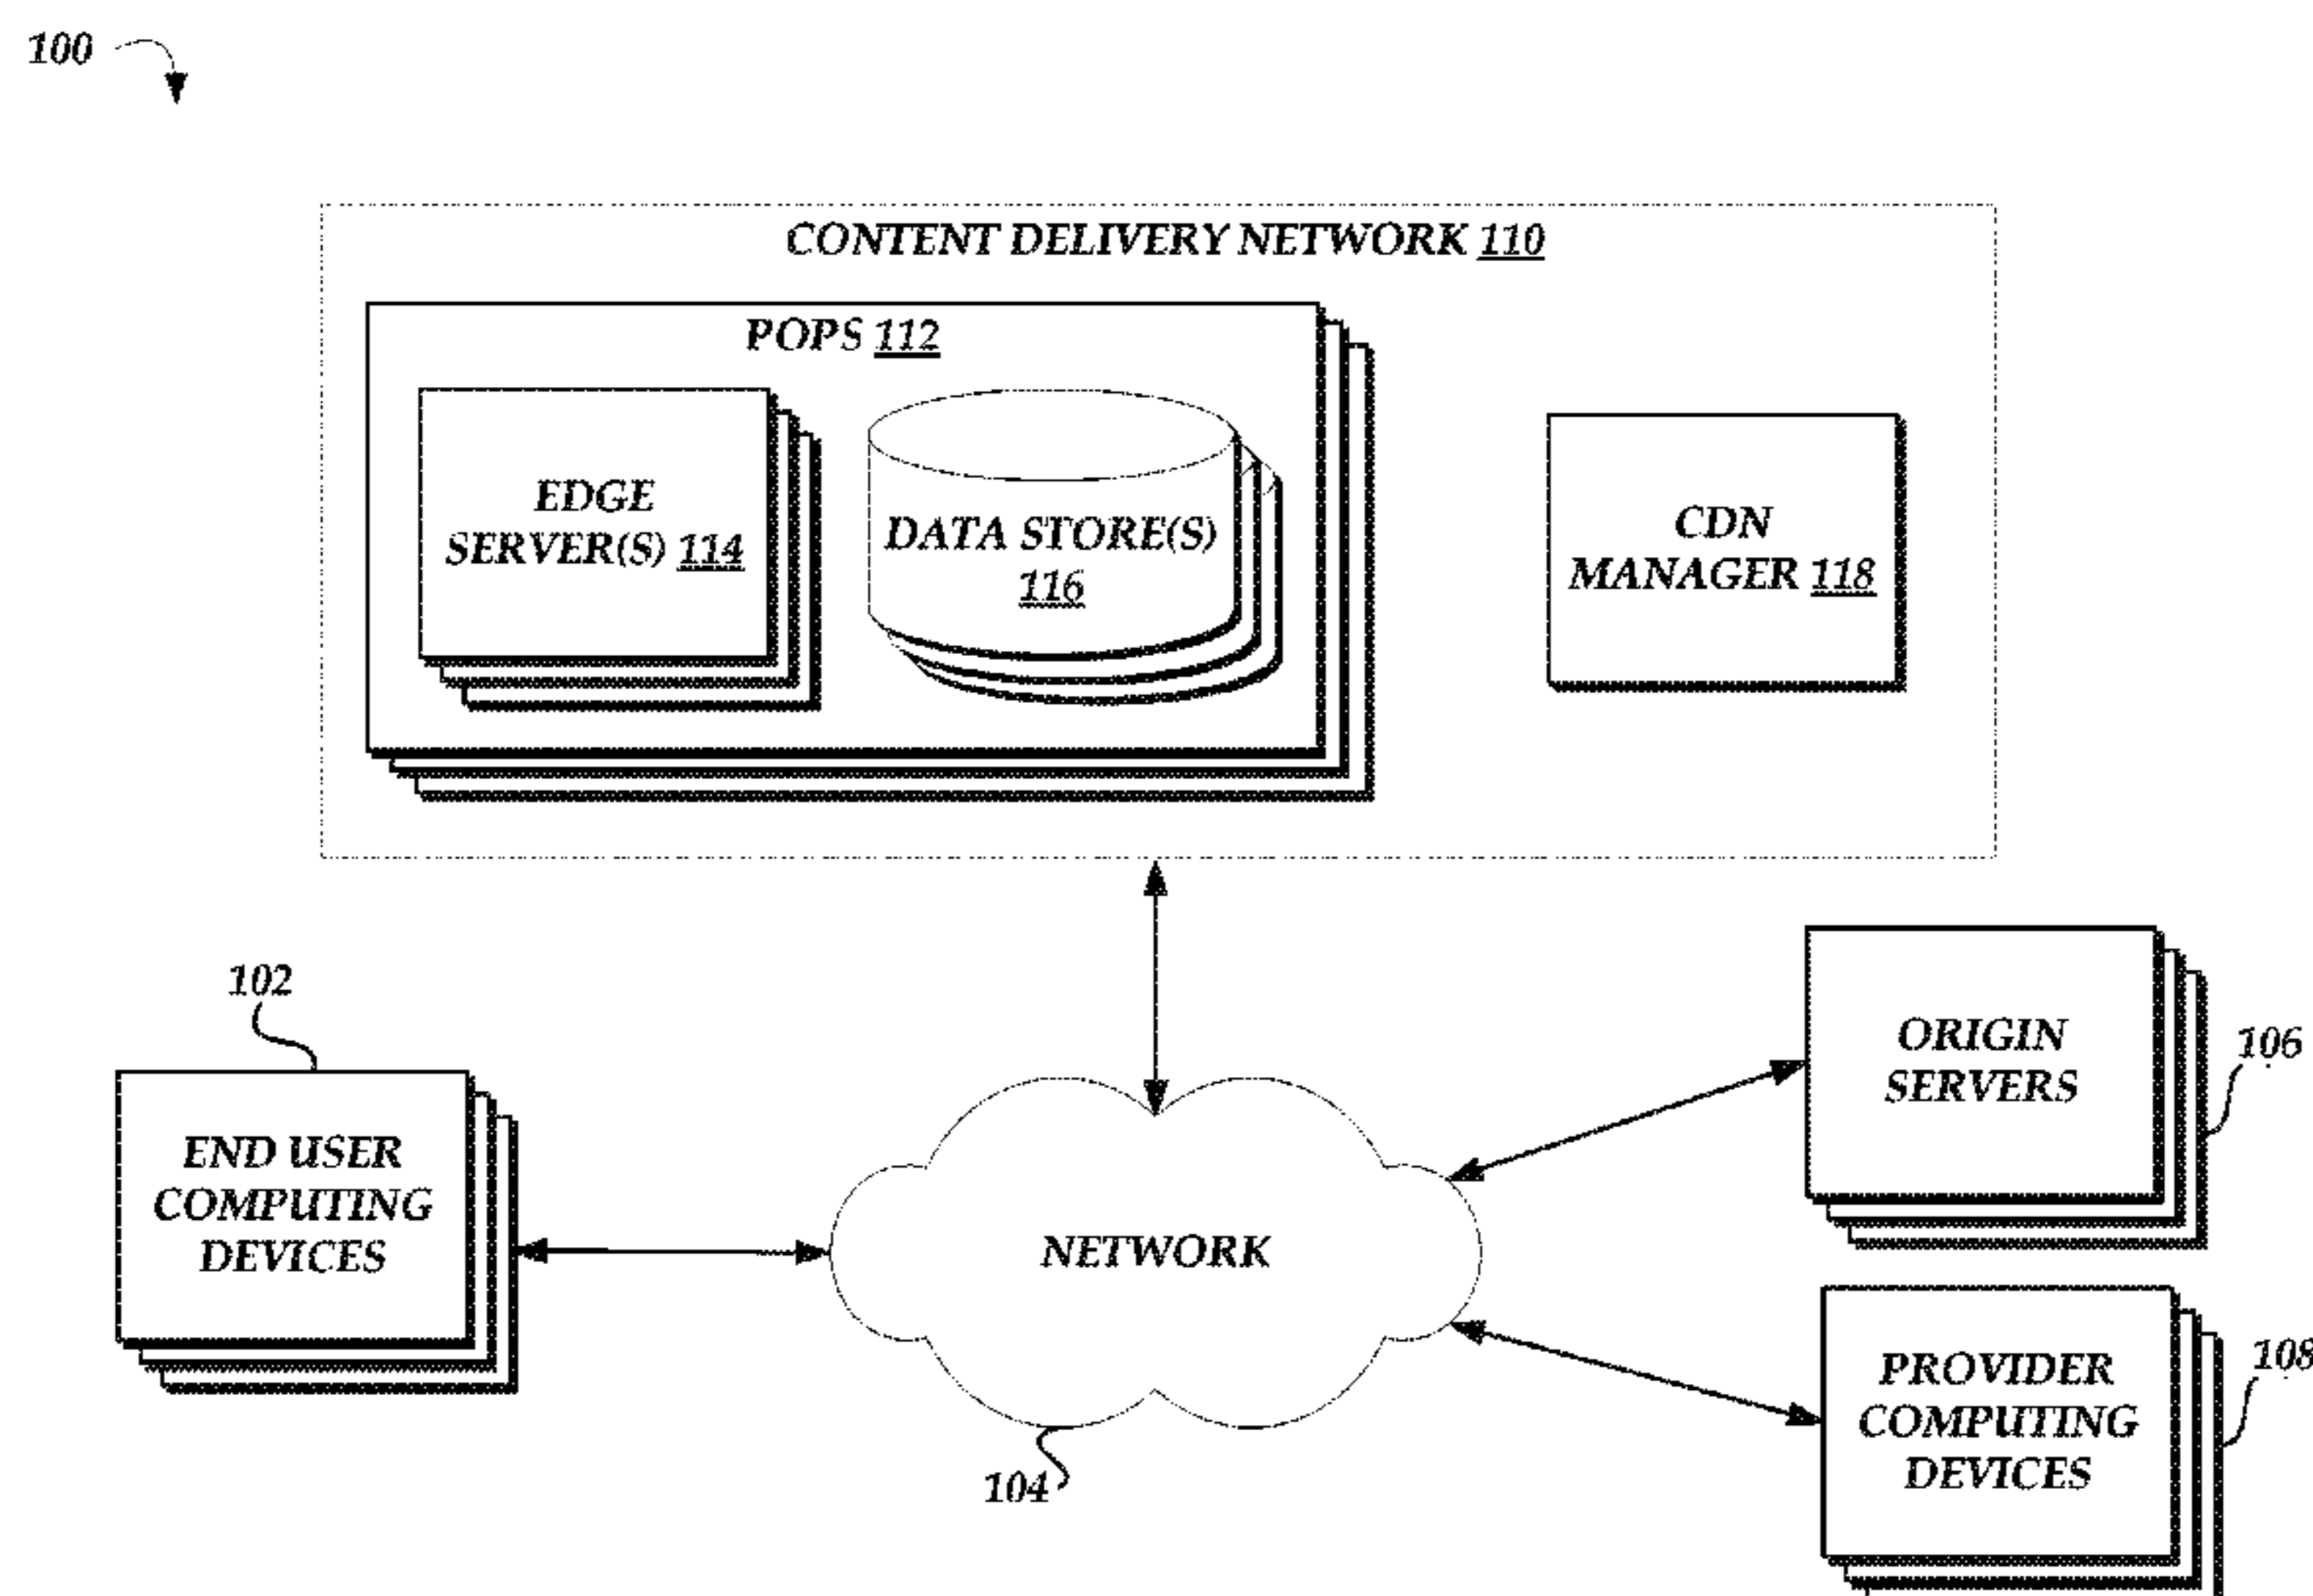 100
CONTENT DELIVERY NETWORK 110
POPS 112
EDGE
SERVER(S) 114
DATA STORE(S)
116
CDN
MANAGER 118
102
END USER
COMPUTING
DEVICES
NETWORK
104
ORIGIN
SERVERS
106
PROVIDER
COMPUTING
DEVICES
108